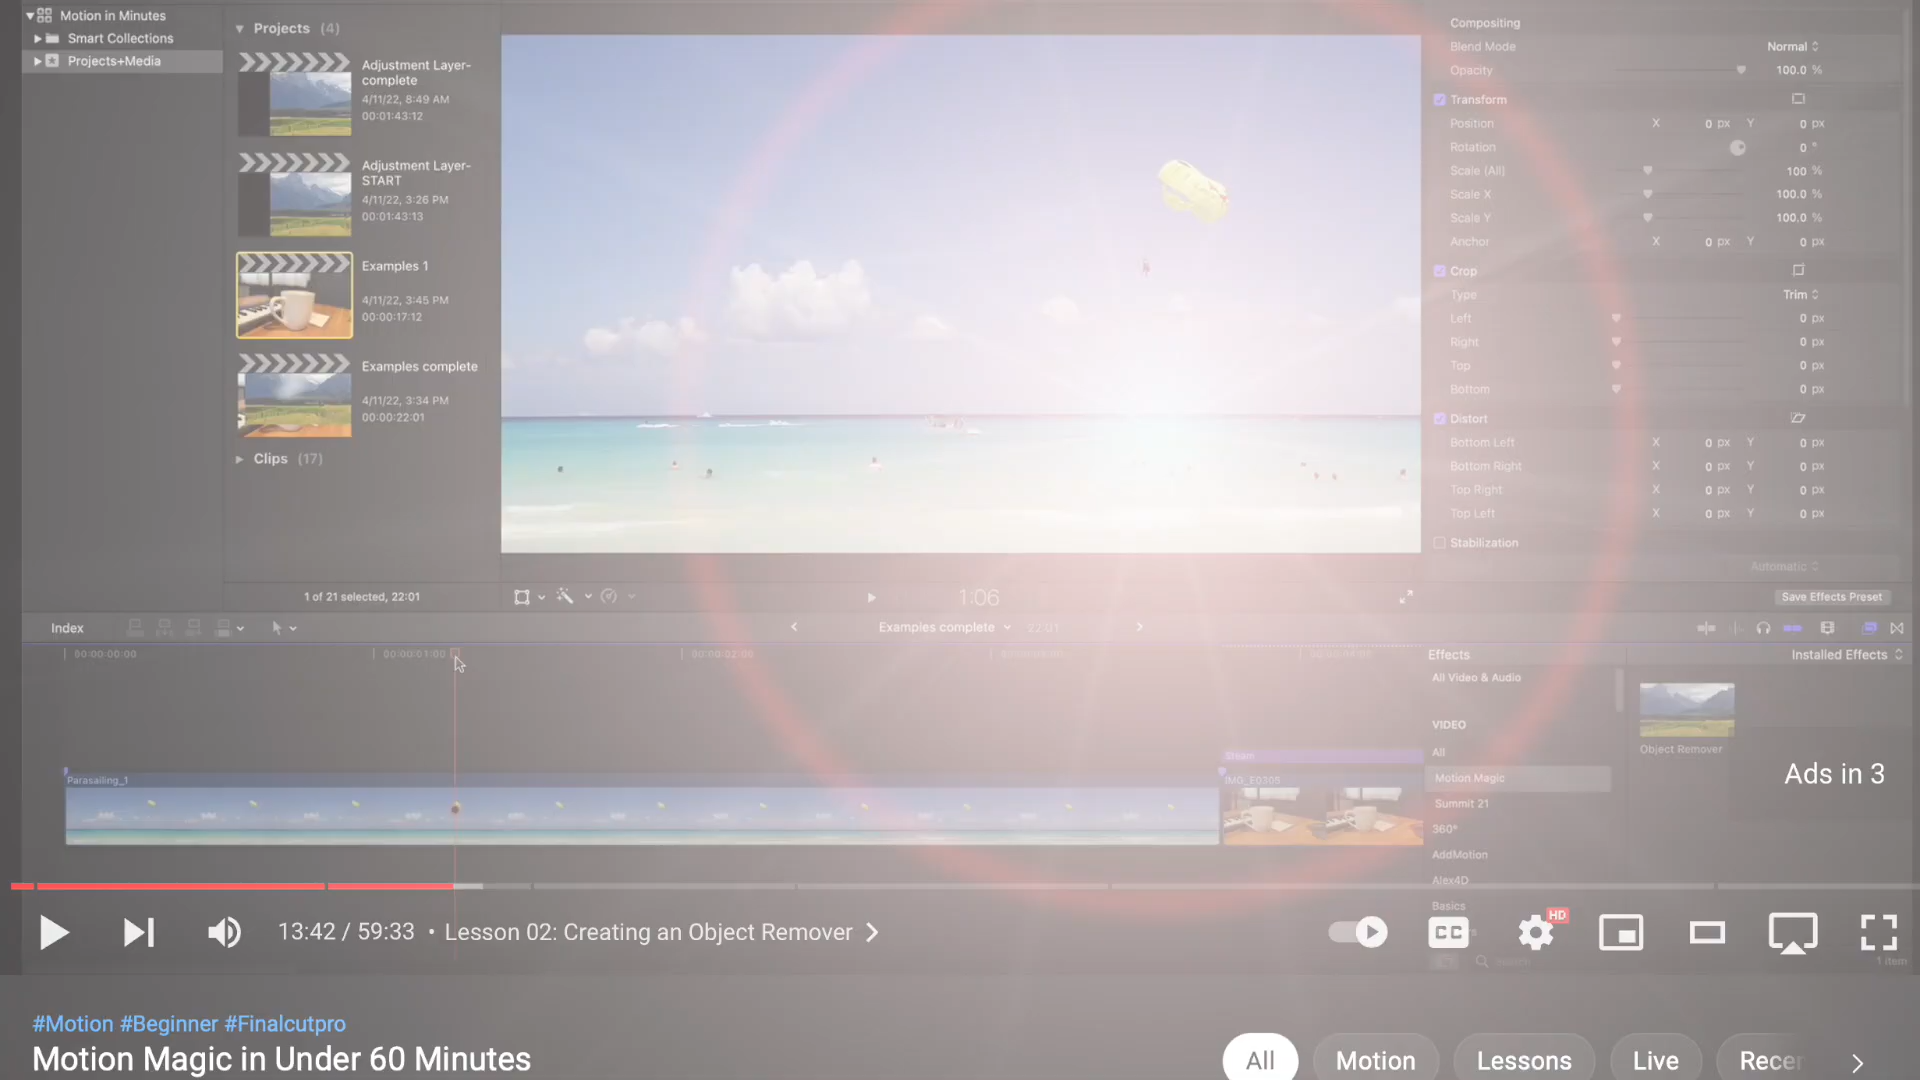 Motion in Minutes
Smart Collections
Projects+Media
Projects (4)
Adjustment Layer-
complete
4/11/22, 8:49 AM
00:01:43:12
Adjustment Layer-
START
4/11/22, 3:26 PM
00:01:43:13
Examples 1
4/11/22, 3:45 PM
00:00:17:12
Examples complete
4/11/22, 3:34 PM
00:00:22:01
Clips (17)
1 of 21 selected, 22:01
1:06
Compositing
Blend Mode Normal
Opacity 100.0 %
Transform
Position X 0 px Y 0 px
Rotation 0 °
Scale (All) 100 %
Scale X 100.0 %
Scale Y 100.0 %
Anchor X 0 px Y 0 px
Crop
Type Trim
Left 0 px
Right 0 px
Top 0 px
Bottom 0 px
Distort
Bottom Left X 0 px Y 0 px
Bottom Right X 0 px Y 0 px
Top Right X 0 px Y 0 px
Top Left X 0 px Y 0 px
Stabilization
Automatic
Save Effects Preset
Index
Examples complete 22:01
00:00:00:00 00:00:01:00 00:00:02:00
Parasailing_1
Steam
IMG_E0305
Effects Installed Effects
All Video & Audio
VIDEO
All
Motion Magic
Summit 21
360°
AddMotion
Alex4D
Basics
Object Remover
Search
1 item
Ads in 3
13:42 / 59:33 • Lesson 02: Creating an Object Remover
CC
HD
#Motion #Beginner #Finalcutpro
Motion Magic in Under 60 Minutes
All Motion Lessons Live Recen